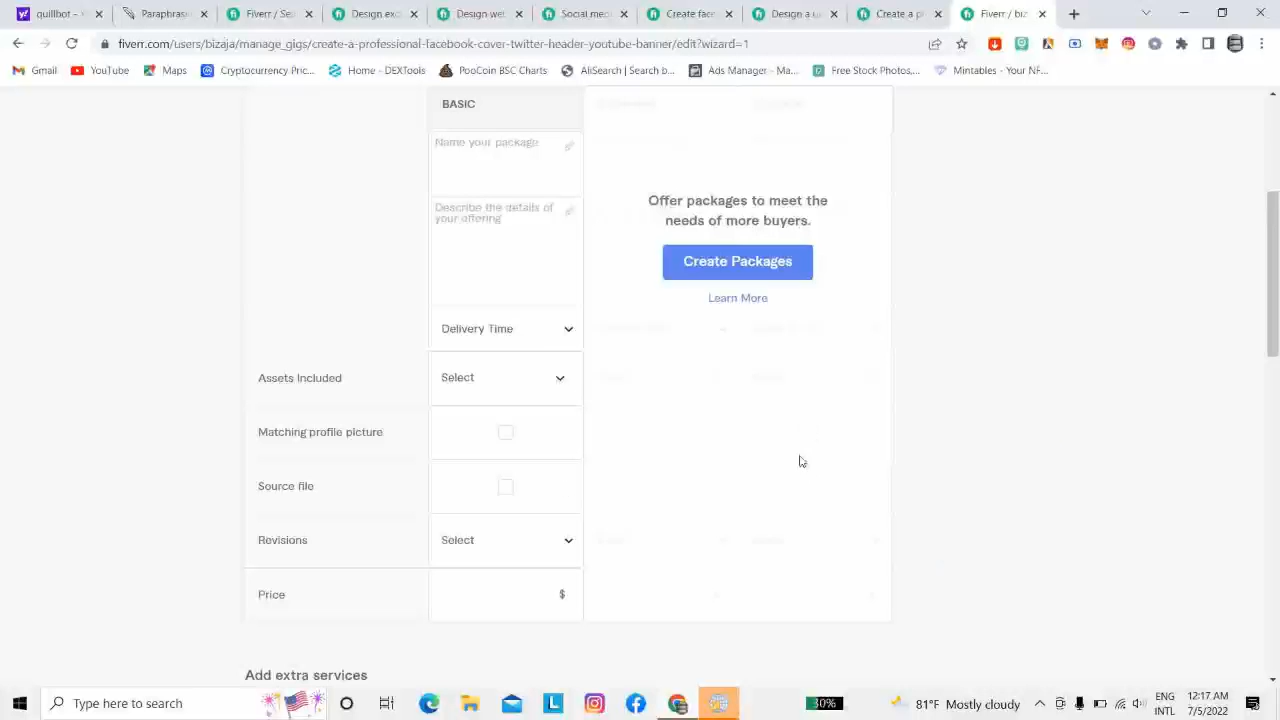 quillbot -
Paraphras
Fiverr /
Design exc
Design wel
Social mec
Create fac
Design a u
Create a p
Fiverr / biz
fiverr.com/users/bizaja/manage_gigs/create-a-professional-facebook-cover-twitter-header-youtube-banner/edit?wizard=1
Gmail
YouTube
Maps
Cryptocurrency Pric...
Home - DEXTools
PooCoin BSC Charts
AliSearch | Search b...
Ads Manager - Ma...
Free Stock Photos,...
Mintables - Your NF...
BASIC
Name your package
Describe the details of
your offering
Offer packages to meet the
needs of more buyers.
Create Packages
Learn More
Delivery Time
Assets Included
Select
Matching profile picture
Source file
Revisions
Select
Price
$
Add extra services
Type here to search
30%
81°F Mostly cloudy
ENG
INTL
12:17 AM
7/5/2022